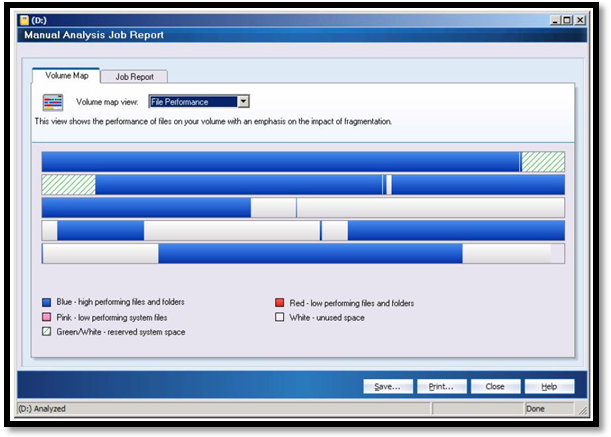 (D:)
Manual Analysis Job Report
Volume Map
Job Report
Volume map view:
File Performance
This view shows the performance of files on your volume with an emphasis on the impact of fragmentation.
Blue - high performing files and folders
Red - low performing files and folders
Pink - low performing system files
White - unused space
Green/White - reserved system space
Save... Print... Close Help
(D:) Analyzed
Done